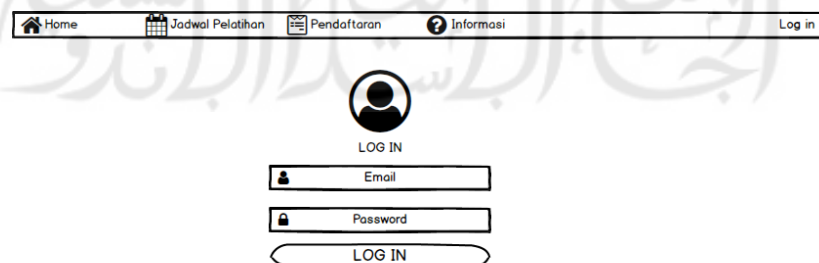 Home Jadwal Pelatihan Pendaftaran Informasi Log in
LOG IN
Email
Password
LOG IN